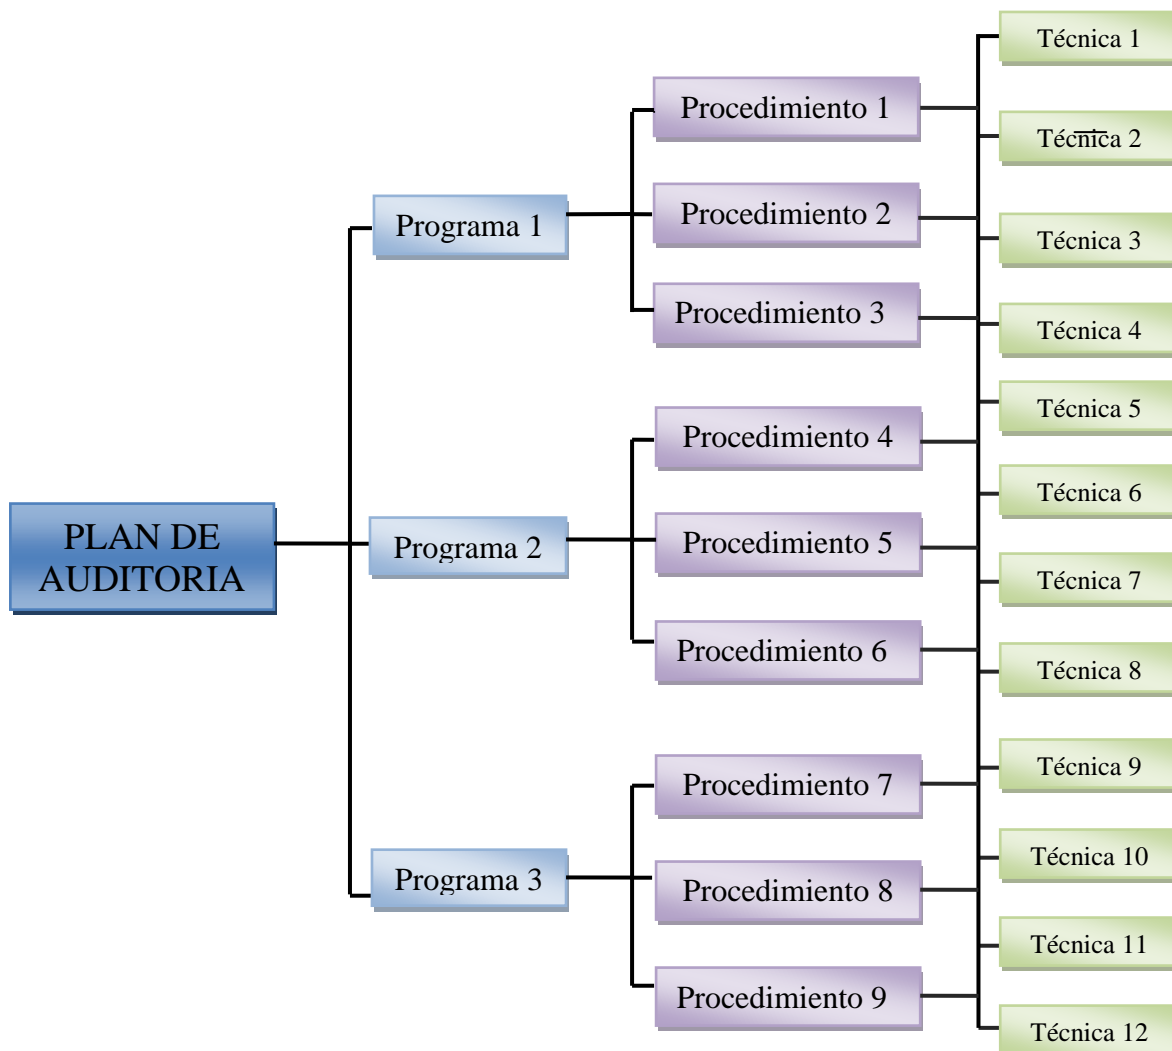 PLAN DE
AUDITORIA
Programa 1
Programa 2
Programa 3
Procedimiento 1
Procedimiento 2
Procedimiento 3
Procedimiento 4
Procedimiento 5
Procedimiento 6
Procedimiento 7
Procedimiento 8
Procedimiento 9
Técnica 1
Técnica 2
Técnica 3
Técnica 4
Técnica 5
Técnica 6
Técnica 7
Técnica 8
Técnica 9
Técnica 10
Técnica 11
Técnica 12